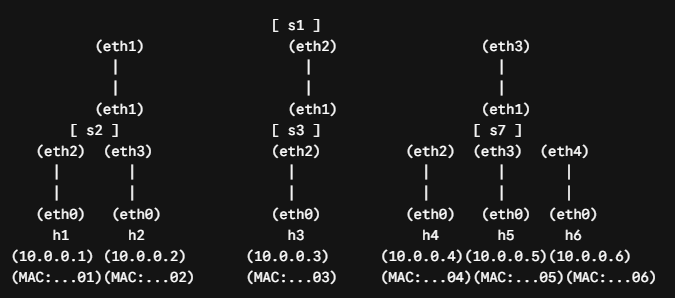 [ s1 ]
(eth1) (eth2) (eth3)
| | |
| | |
(eth1) (eth1) (eth1)
[ s2 ] [ s3 ] [ s7 ]
(eth2) (eth3) (eth2) (eth2) (eth3) (eth4)
| | | | | |
| | | | | |
(eth0) (eth0) (eth0) (eth0) (eth0) (eth0)
h1 h2 h3 h4 h5 h6
(10.0.0.1) (10.0.0.2) (10.0.0.3) (10.0.0.4)(10.0.0.5)(10.0.0.6)
(MAC:...01)(MAC:...02) (MAC:...03) (MAC:...04)(MAC:...05)(MAC:...06)